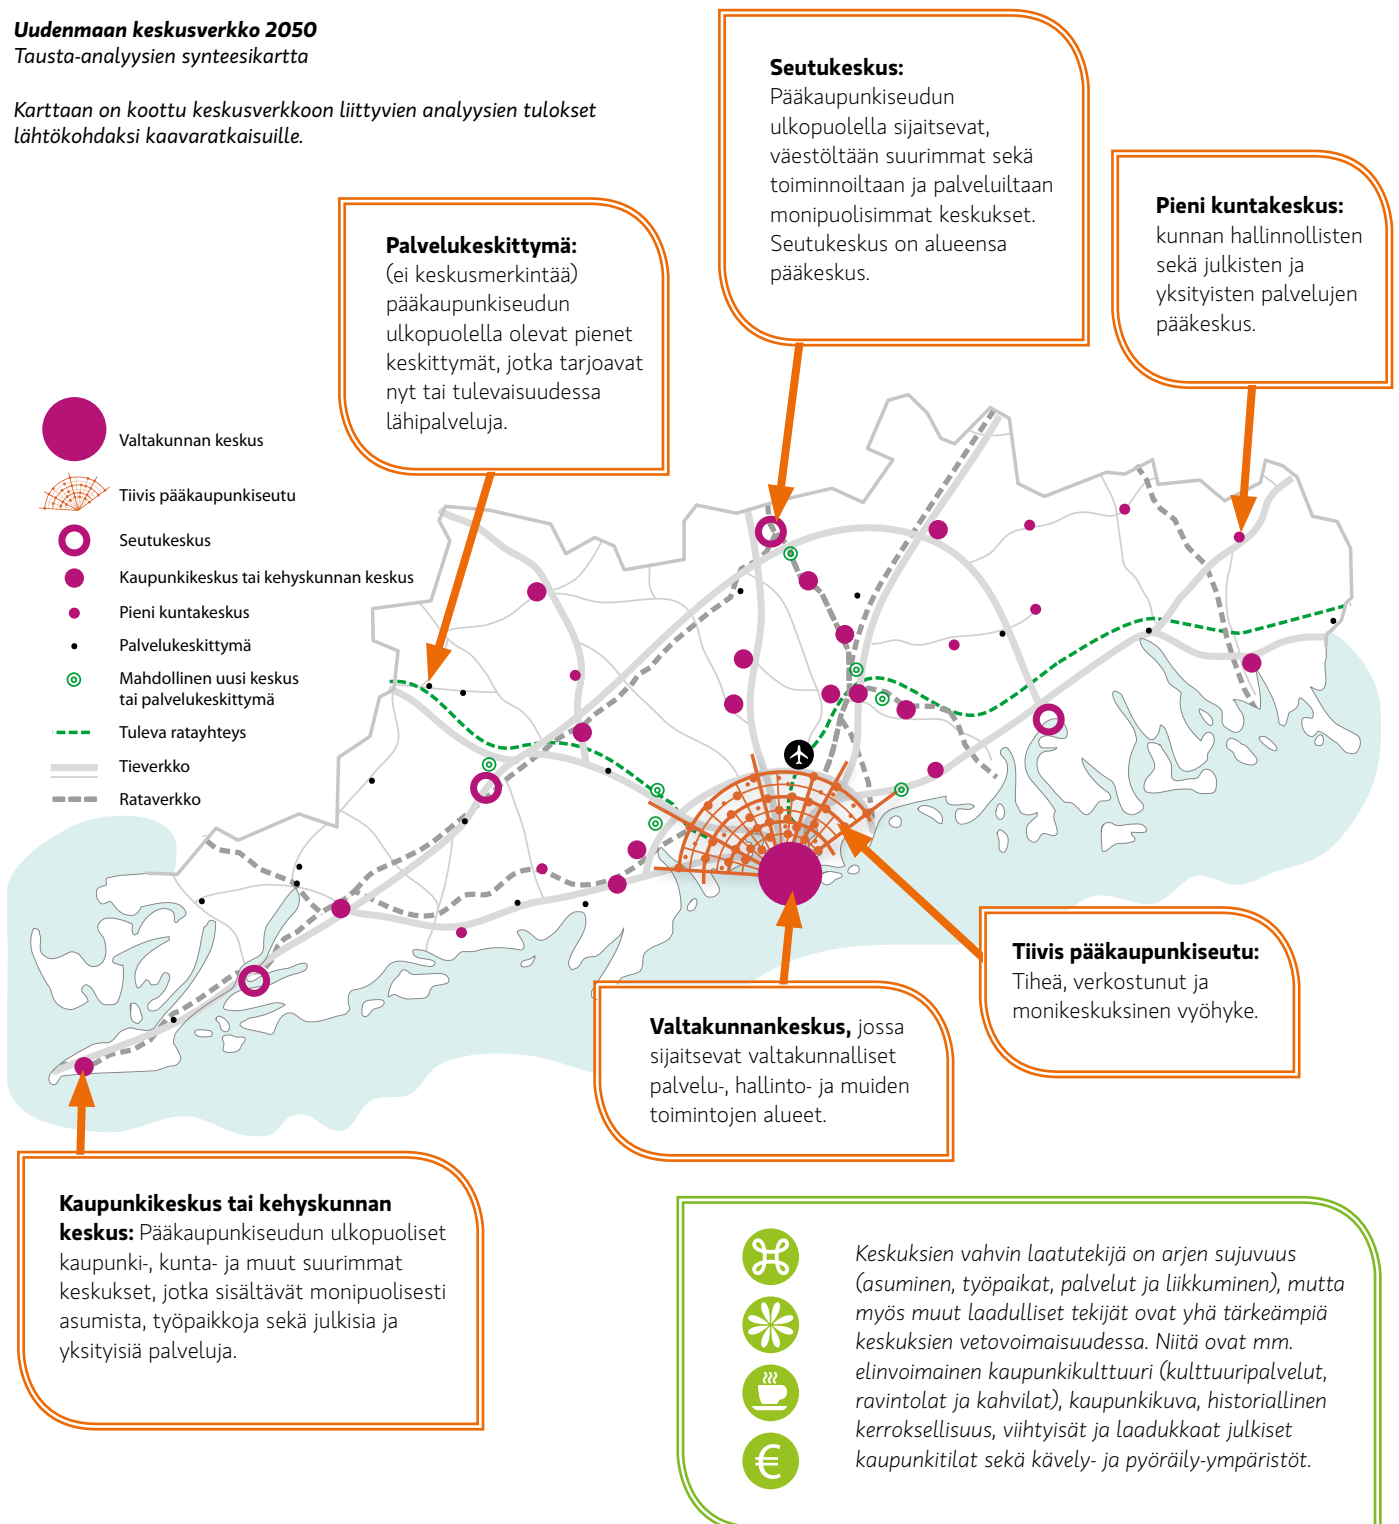 Uudenmaan keskusverkko 2050
Tausta-analyysien synteesikartta
Karttaan on koottu keskusverkkoon liittyvien analyysien tulokset
lähtökohdaksi kaavaratkaisuille.
Seutukeskus:
Pääkaupunkiseudun
ulkopuolella sijaitsevat,
väestöltään suurimmat sekä
toiminnoiltaan ja palveluiltaan
monipuolisimmat keskukset.
Seutukeskus on alueensa
pääkeskus.
Pieni kuntakeskus:
kunnan hallinnollisten
sekä julkisten ja
yksityisten palvelujen
pääkeskus.
Palvelukeskittymä:
(ei keskusmerkintää)
pääkaupunkiseudun
ulkopuolella olevat pienet
keskittymät, jotka tarjoavat
nyt tai tulevaisuudessa
lähipalveluja.
Valtakunnan keskus
Tiivis pääkaupunkiseutu
Seutukeskus
Kaupunkikeskus tai kehyskunnan keskus
Pieni kuntakeskus
Palvelukeskittymä
Mahdollinen uusi keskus
tai palvelukeskittymä
Tuleva ratayhteys
Tieverkko
Rataverkko
Tiivis pääkaupunkiseutu:
Tiheä, verkostunut ja
monikeskuksinen vyöhyke.
Valtakunnankeskus, jossa
sijaitsevat valtakunnalliset
palvelu-, hallinto- ja muiden
toimintojen alueet.
Kaupunkikeskus tai kehyskunnan
keskus: Pääkaupunkiseudun ulkopuoliset
kaupunki-, kunta- ja muut suurimmat
keskukset, jotka sisältävät monipuolisesti
asumista, työpaikkoja sekä julkisia ja
yksityisiä palveluja.
Keskuksien vahvin laatutekijä on arjen sujuvuus
(asuminen, työpaikat, palvelut ja liikkuminen), mutta
myös muut laadulliset tekijät ovat yhä tärkeämpiä
keskuksien vetovoimaisuudessa. Niitä ovat mm.
elinvoimainen kaupunkikulttuuri (kulttuuripalvelut,
ravintolat ja kahvilat), kaupunkikuva, historiallinen
kerroksellisuus, viihtyisät ja laadukkaat julkiset
kaupunkitilat sekä kävely- ja pyöräily-ympäristöt.
€